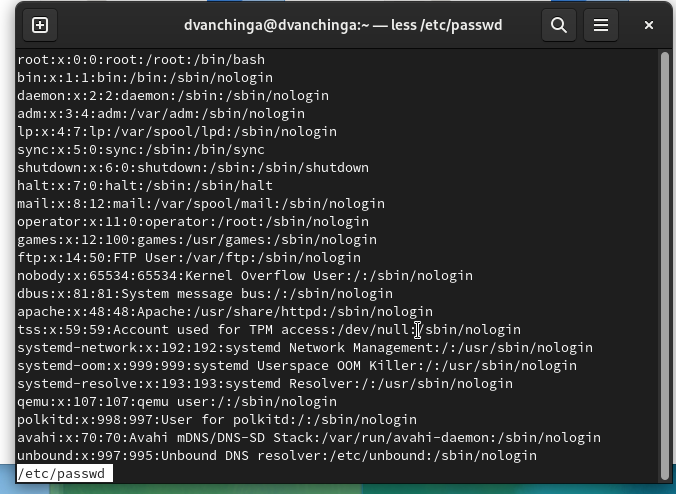 dvanchinga@dvanchinga:~ — less /etc/passwd
root:x:0:0:root:/root:/bin/bash
bin:x:1:1:bin:/bin:/sbin/nologin
daemon:x:2:2:daemon:/sbin:/sbin/nologin
adm:x:3:4:adm:/var/adm:/sbin/nologin
lp:x:4:7:lp:/var/spool/lpd:/sbin/nologin
sync:x:5:0:sync:/sbin:/bin/sync
shutdown:x:6:0:shutdown:/sbin:/sbin/shutdown
halt:x:7:0:halt:/sbin:/sbin/halt
mail:x:8:12:mail:/var/spool/mail:/sbin/nologin
operator:x:11:0:operator:/root:/sbin/nologin
games:x:12:100:games:/usr/games:/sbin/nologin
ftp:x:14:50:FTP User:/var/ftp:/sbin/nologin
nobody:x:65534:65534:Kernel Overflow User:/:/sbin/nologin
dbus:x:81:81:System message bus:/:/sbin/nologin
apache:x:48:48:Apache:/usr/share/httpd:/sbin/nologin
tss:x:59:59:Account used for TPM access:/dev/null:/sbin/nologin
systemd-network:x:192:192:systemd Network Management:/:/usr/sbin/nologin
systemd-oom:x:999:999:systemd Userspace OOM Killer:/:/usr/sbin/nologin
systemd-resolve:x:193:193:systemd Resolver:/:/usr/sbin/nologin
qemu:x:107:107:qemu user:/:/sbin/nologin
polkitd:x:998:997:User for polkitd:/:/sbin/nologin
avahi:x:70:70:Avahi mDNS/DNS-SD Stack:/var/run/avahi-daemon:/sbin/nologin
unbound:x:997:995:Unbound DNS resolver:/etc/unbound:/sbin/nologin
/etc/passwd